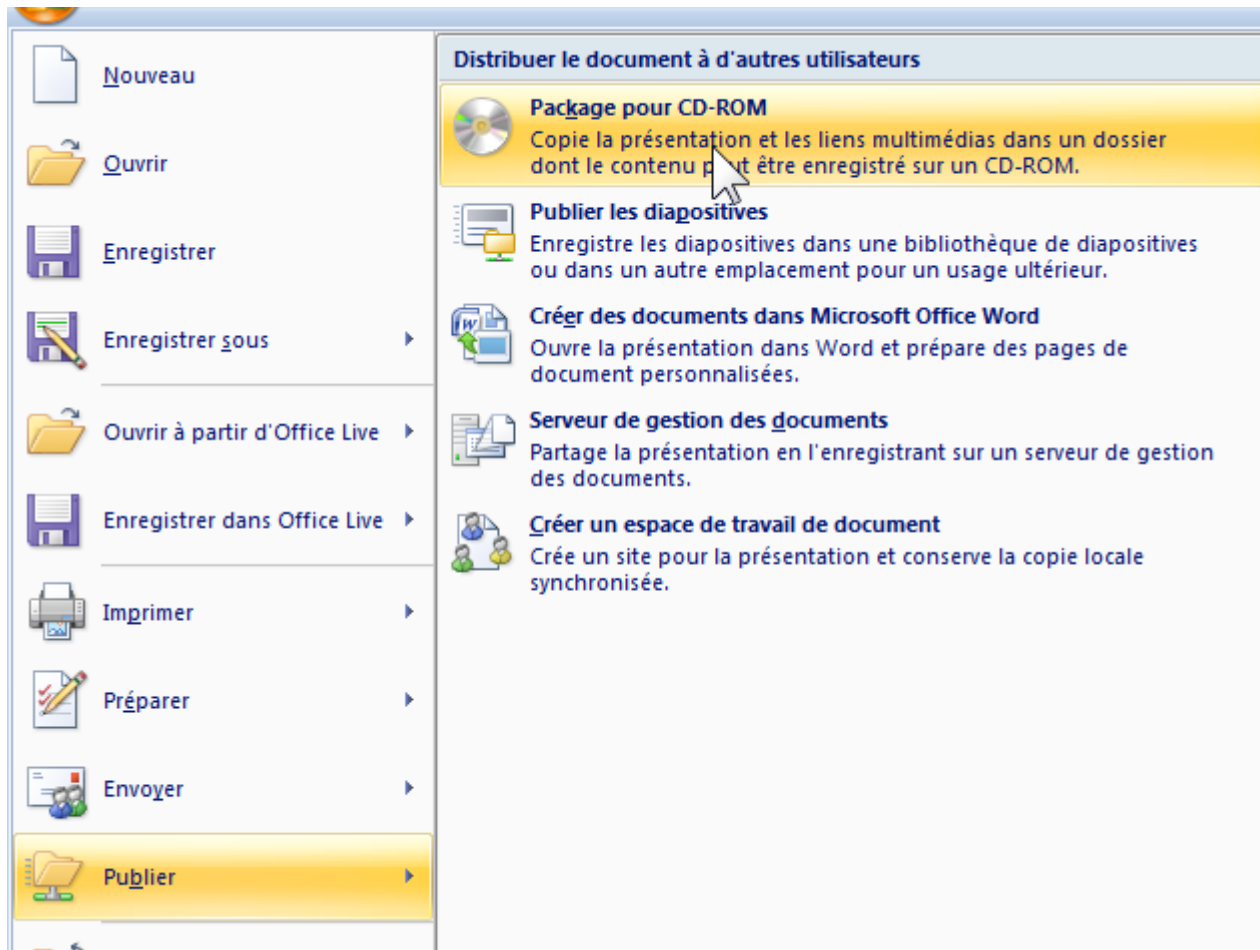 Nouveau
Ouvrir
Enregistrer
Enregistrer sous
Ouvrir à partir d'Office Live
Enregistrer dans Office Live
Imprimer
Préparer
Envoyer
Publier
Distribuer le document à d'autres utilisateurs
Package pour CD-ROM
Copie la présentation et les liens multimédias dans un dossier
dont le contenu peut être enregistré sur un CD-ROM.
Publier les diapositives
Enregistre les diapositives dans une bibliothèque de diapositives
ou dans un autre emplacement pour un usage ultérieur.
Créer des documents dans Microsoft Office Word
Ouvre la présentation dans Word et prépare des pages de
document personnalisées.
Serveur de gestion des documents
Partage la présentation en l'enregistrant sur un serveur de gestion
des documents.
Créer un espace de travail de document
Crée un site pour la présentation et conserve la copie locale
synchronisée.